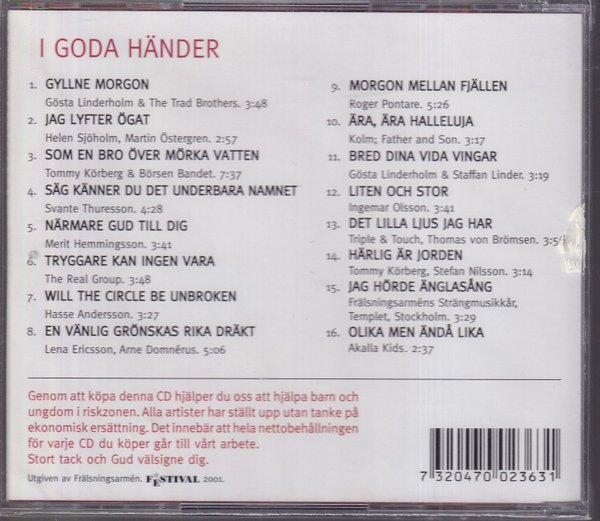 I GODA HÄNDER
1. GYLLNE MORGON
Gösta Linderholm & The Trad Brothers. 3:48
2. JAG LYFTER ÖGAT
Helen Sjöholm, Martin Östergren. 2:57
3. SOM EN BRO ÖVER MÖRKA VATTEN
Tommy Körberg & Börsen Bandet. 7:37
4. SÄG KÄNNER DU DET UNDERBARA NAMNET
Svante Thuresson. 4:28
5. NÄRMARE GUD TILL DIG
Merit Hemmingsson. 3:41
6. TRYGGARE KAN INGEN VARA
The Real Group. 3:48
7. WILL THE CIRCLE BE UNBROKEN
Hasse Andersson. 3:27
8. EN VÄNLIG GRÖNSKAS RIKA DRÄKT
Lena Ericsson, Arne Domnérus. 5:06
9. MORGON MELLAN FJÄLLEN
Roger Pontare. 5:26
10. ÄRA, ÄRA HALLELUJA
Kolm; Father and Son. 3:17
11. BRED DINA VIDA VINGAR
Gösta Linderholm & Staffan Linder. 3:19
12. LITEN OCH STOR
Ingemar Olsson. 3:41
13. DET LILLA LJUS JAG HAR
Triple & Touch, Thomas von Brömsen.
14. HÄRLIG ÄR JORDEN
Tommy Körberg, Stefan Nilsson. 3:14
15. JAG HÖRDE ÄNGLASÅNG
Frälsningsarméns Strängmusikkår,
Templet, Stockholm. 3:29
16. OLIKA MEN ÄNDÅ LIKA
Akalla Kids. 2:37
Genom att köpa denna CD hjälper du oss att hjälpa barn och
ungdom i riskzonen. Alla artister har ställt upp utan tanke på
ekonomisk ersättning. Det innebär att hela nettobehållningen
för varje CD du köper går till vårt arbete.
Stort tack och Gud välsigne dig.
Utgiven av Frälsningsarmén. FESTIVAL 2001.
7 320470 023631